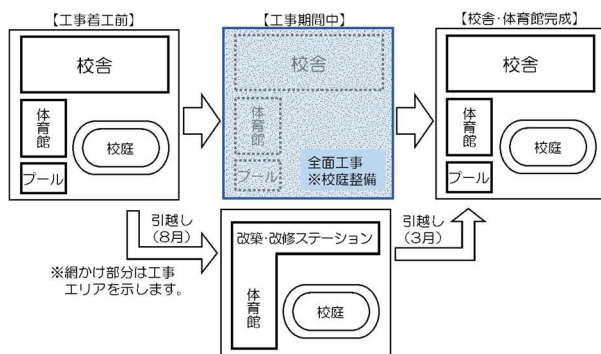 【工事着工前】
校舎
体育館
校庭
プール
【工事期間中】
校舎
体育館
プール
全面工事
※校庭整備
【校舎・体育館完成】
校舎
体育館
校庭
プール
引越し
(8月)
※網かけ部分は工事
エリアを示します。
改築・改修ステーション
体育館
校庭
引越し
(3月)